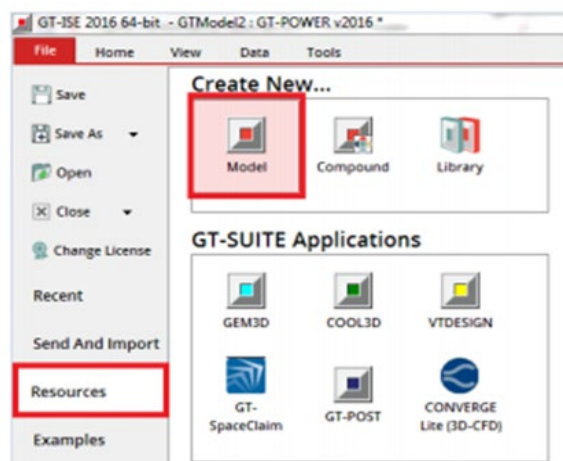 GT-ISE 2016 64-bit - GTModel2 : GT-POWER v2016 *
File Home View Data Tools
Save
Save As
Open
Close
Change License
Recent
Send And Import
Resources
Examples
Create New...
Model Compound Library
GT-SUITE Applications
GEM3D COOL3D VTDESIGN
GT-
SpaceClaim
GT-POST
CONVERGE
Lite (3D-CFD)